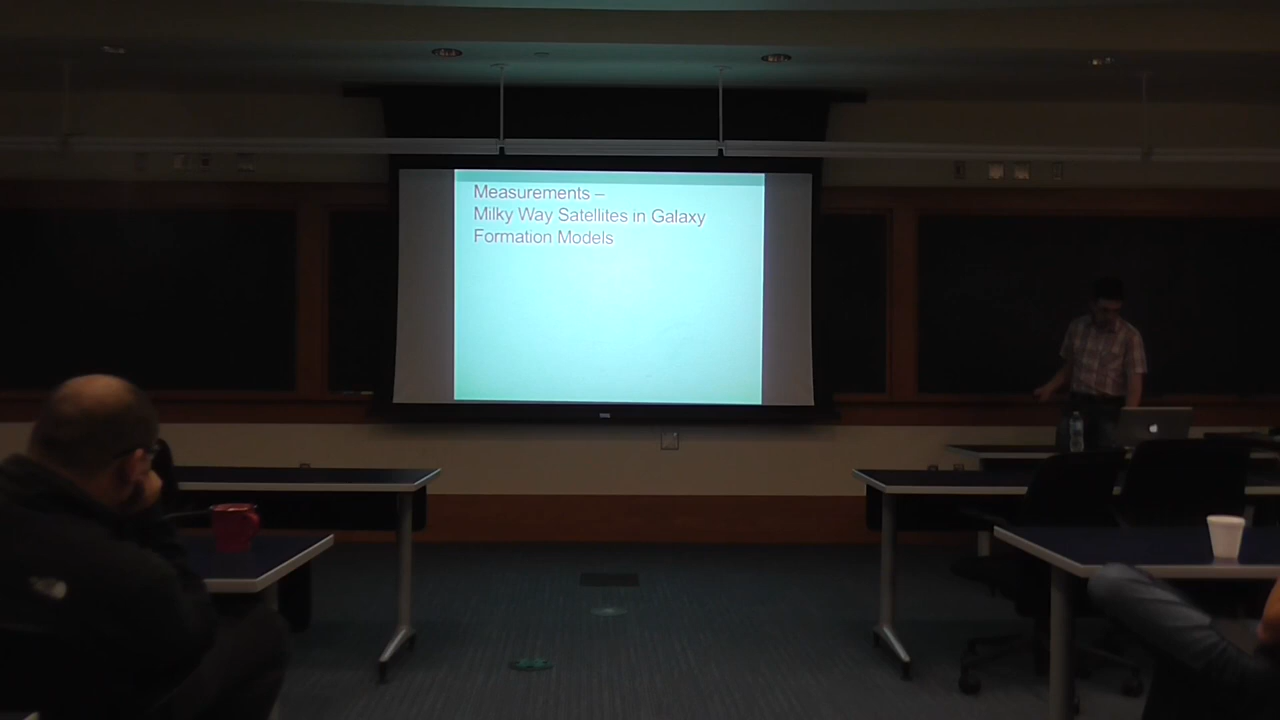 Measurements –
Milky Way Satellites in Galaxy
Formation Models